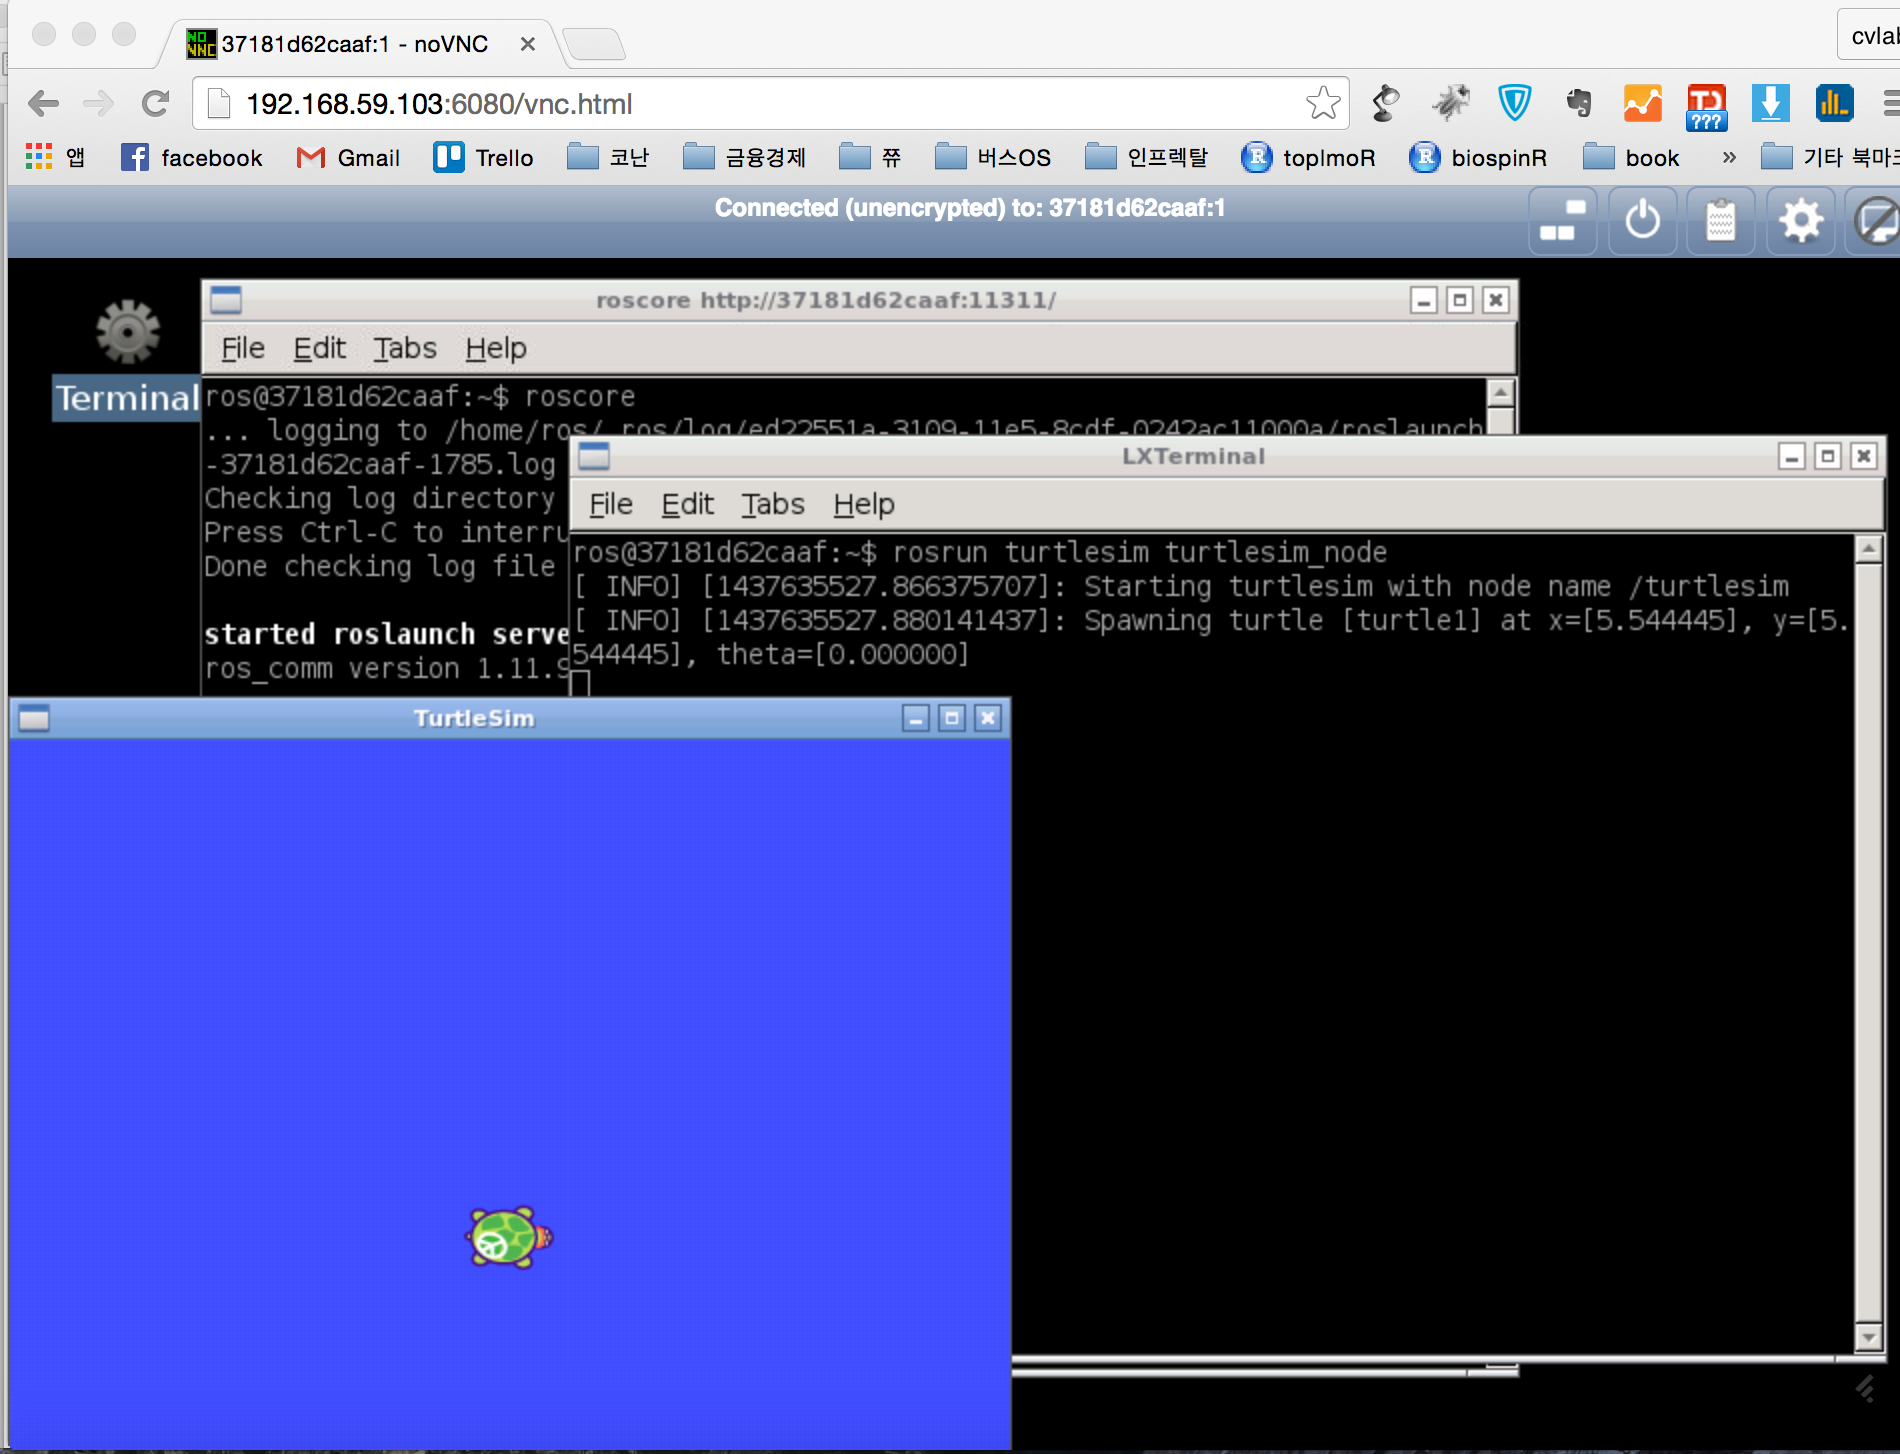 37181d62caaf:1 - noVNC
cvlab
192.168.59.103:6080/vnc.html
???
앱 facebook Gmail Trello 코난 금융경제 쮸 버스OS 인프렉탈 toplmoR biospinR book » 기타 북마크
Connected (unencrypted) to: 37181d62caaf:1
roscore http://37181d62caaf:11311/
File Edit Tabs Help
Terminal
ros@37181d62caaf:~$ roscore
... logging to /home/ros/.ros/log/ed22551a-3109-11e5-8cdf-0242ac11000a/roslaunch
-37181d62caaf-1785.log
Checking log directory
Press Ctrl-C to interru
Done checking log file
started roslaunch serve
ros_comm version 1.11.9
LXTerminal
File Edit Tabs Help
ros@37181d62caaf:~$ rosrun turtlesim turtlesim_node
[ INFO] [1437635527.866375707]: Starting turtlesim with node name /turtlesim
[ INFO] [1437635527.880141437]: Spawning turtle [turtle1] at x=[5.544445], y=[5.
544445], theta=[0.000000]
TurtleSim